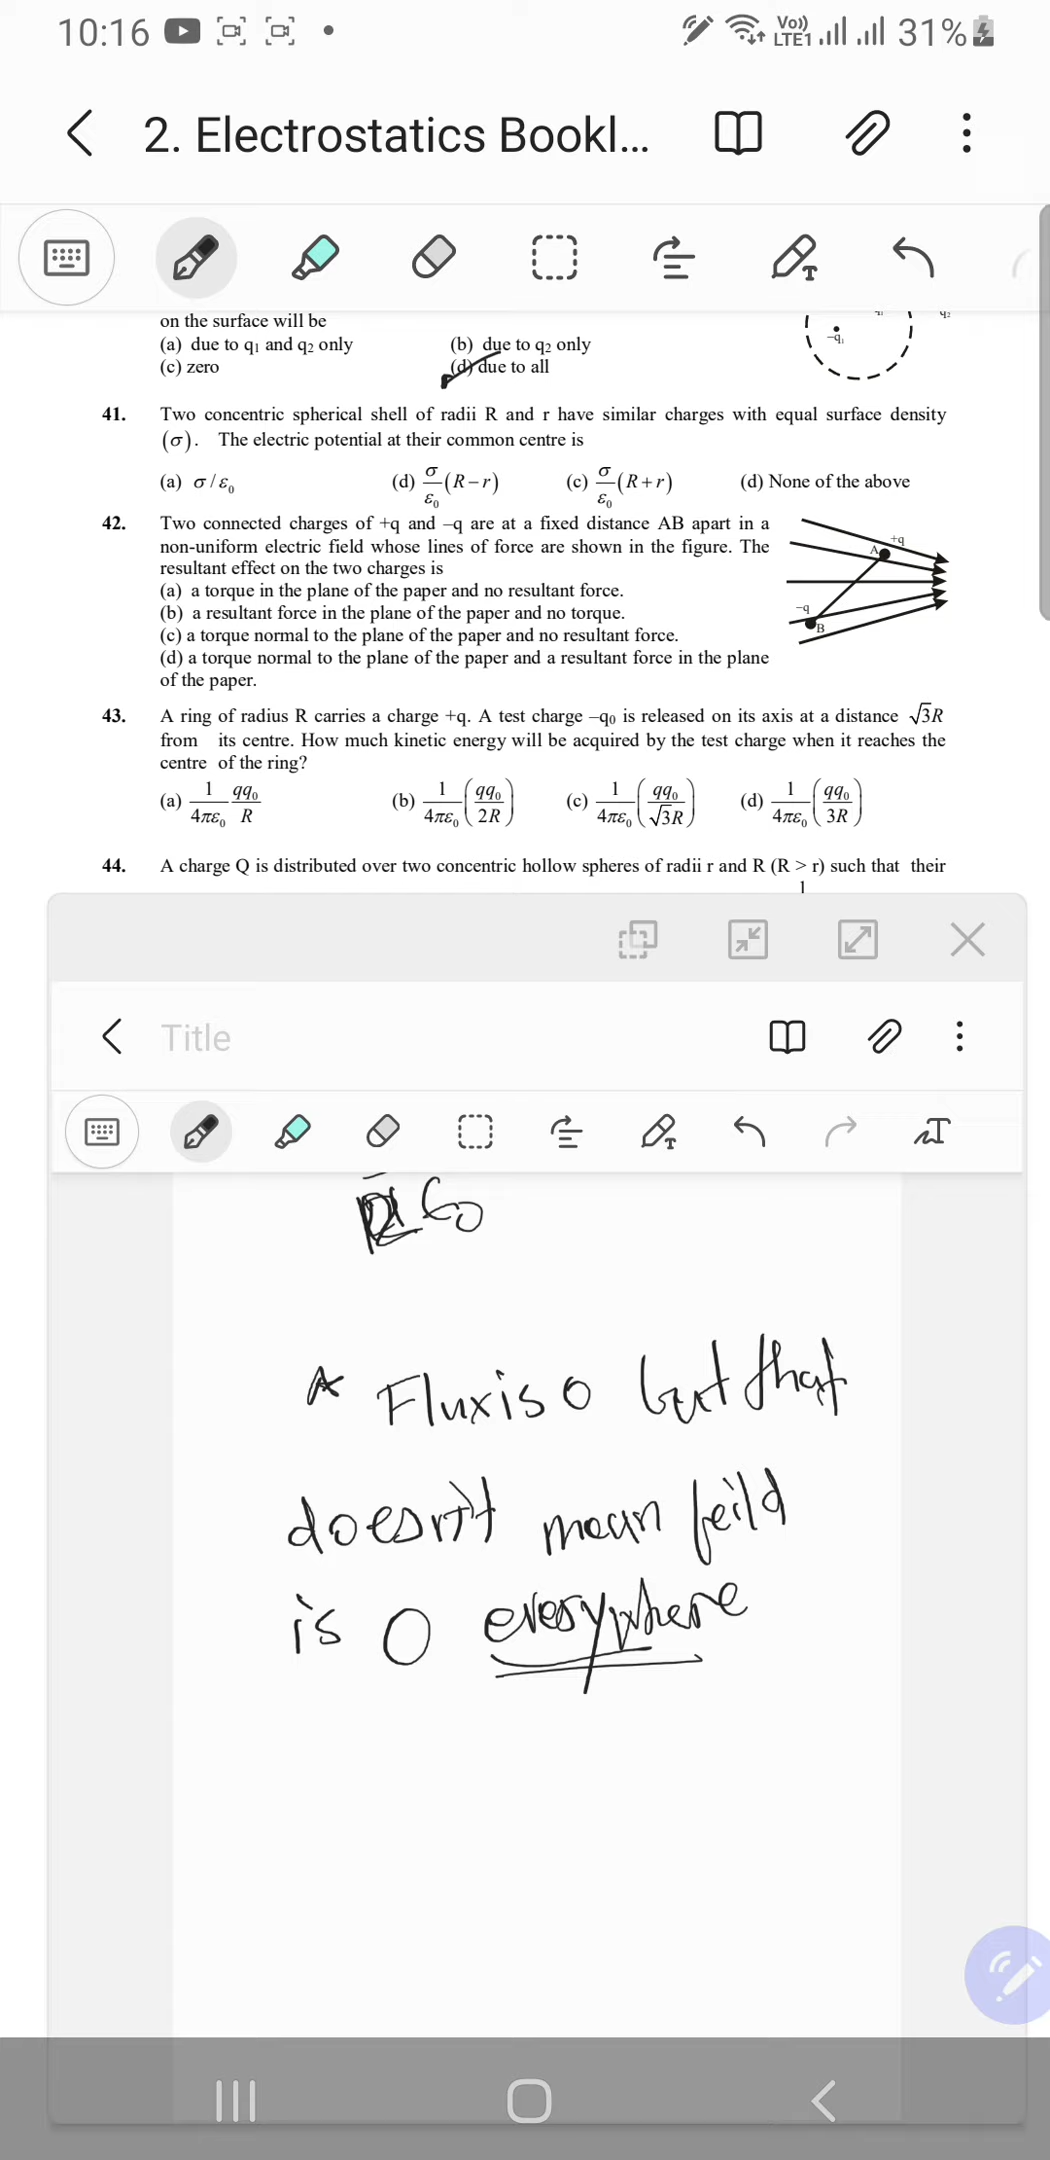 10:16
Vo)) LTE1 31%
2. Electrostatics Bookl...
on the surface will be
(a) due to q₁ and q₂ only (b) due to q₂ only
(c) zero (d) due to all
-q₁ q₂
41. Two concentric spherical shell of radii R and r have similar charges with equal surface density
(σ). The electric potential at their common centre is
(a) σ/ε₀ (d) σ/ε₀ (R−r) (c) σ/ε₀ (R+r) (d) None of the above
42. Two connected charges of +q and −q are at a fixed distance AB apart in a
non-uniform electric field whose lines of force are shown in the figure. The
resultant effect on the two charges is
(a) a torque in the plane of the paper and no resultant force.
(b) a resultant force in the plane of the paper and no torque.
(c) a torque normal to the plane of the paper and no resultant force.
(d) a torque normal to the plane of the paper and a resultant force in the plane
of the paper.
+q
A
−q
B
43. A ring of radius R carries a charge +q. A test charge −q₀ is released on its axis at a distance √3R
from its centre. How much kinetic energy will be acquired by the test charge when it reaches the
centre of the ring?
(a) 1/4πε₀ qq₀/R (b) 1/4πε₀ (qq₀/2R) (c) 1/4πε₀ (qq₀/√3R) (d) 1/4πε₀ (qq₀/3R)
44. A charge Q is distributed over two concentric hollow spheres of radii r and R (R > r) such that their
1
Title
* Flux is 0 but that
doesn't mean feild
is 0 everywhere